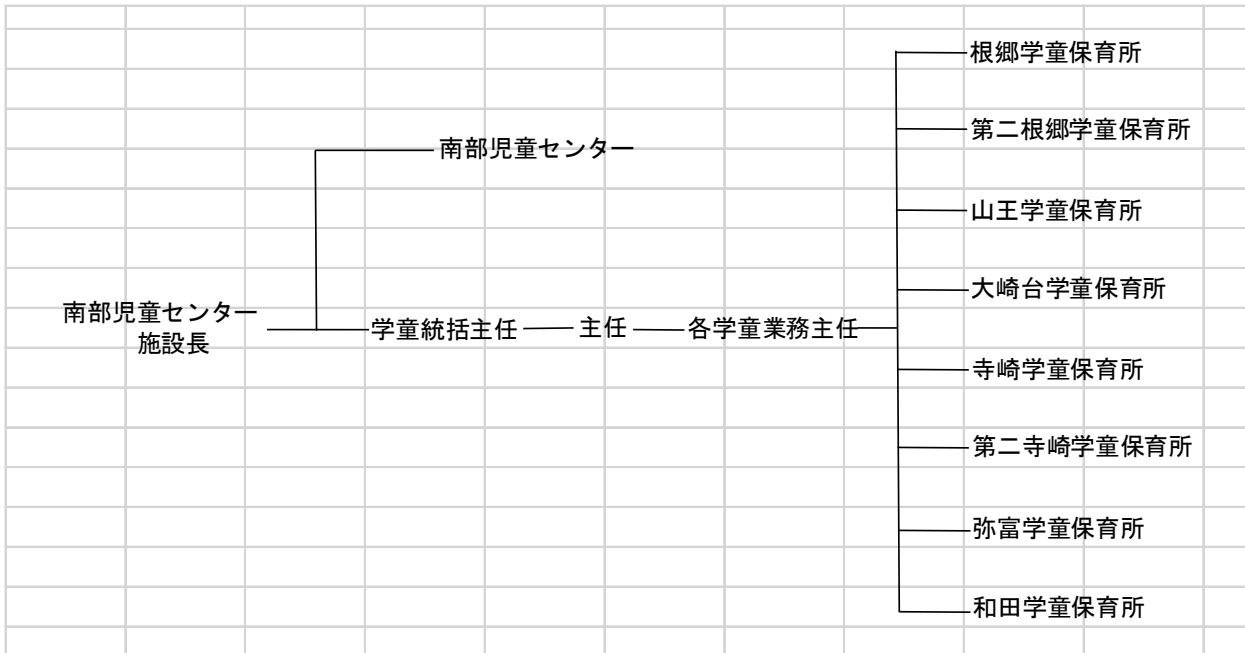 根郷学童保育所
第二根郷学童保育所
南部児童センター
山王学童保育所
大崎台学童保育所
南部児童センター
施設長
学童統括主任
主任
各学童業務主任
寺崎学童保育所
第二寺崎学童保育所
弥富学童保育所
和田学童保育所